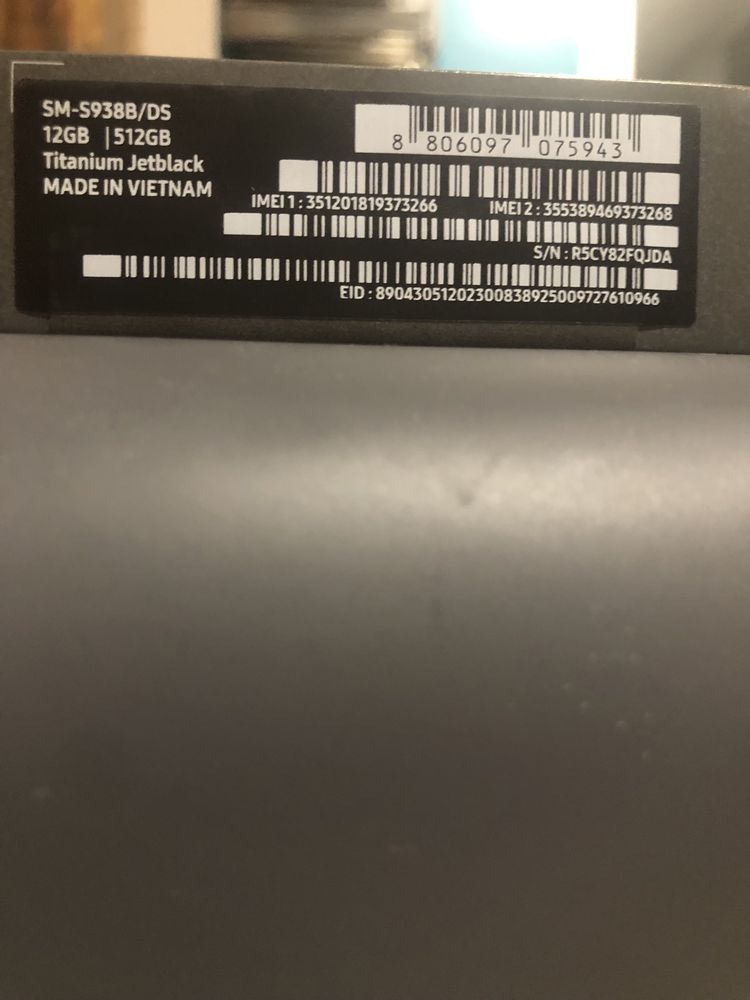 SM-S938B/DS
12GB | 512GB
Titanium Jetblack
MADE IN VIETNAM
8 806097 075943
IMEI 1 : 351201819373266 IMEI 2 : 355389469373268
S/N : R5CY82FQJDA
EID : 89043051202300838925009727610966